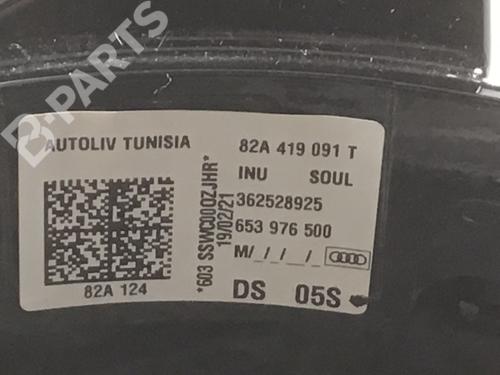 AUTOLIV TUNISIA
82A 124
*603 SSWC000ZJHR*
19/02/21
82A 419 091 T
INU SOUL
362528925
653 976 500
M/_/_/_/_
DS 05S
B-PARTS